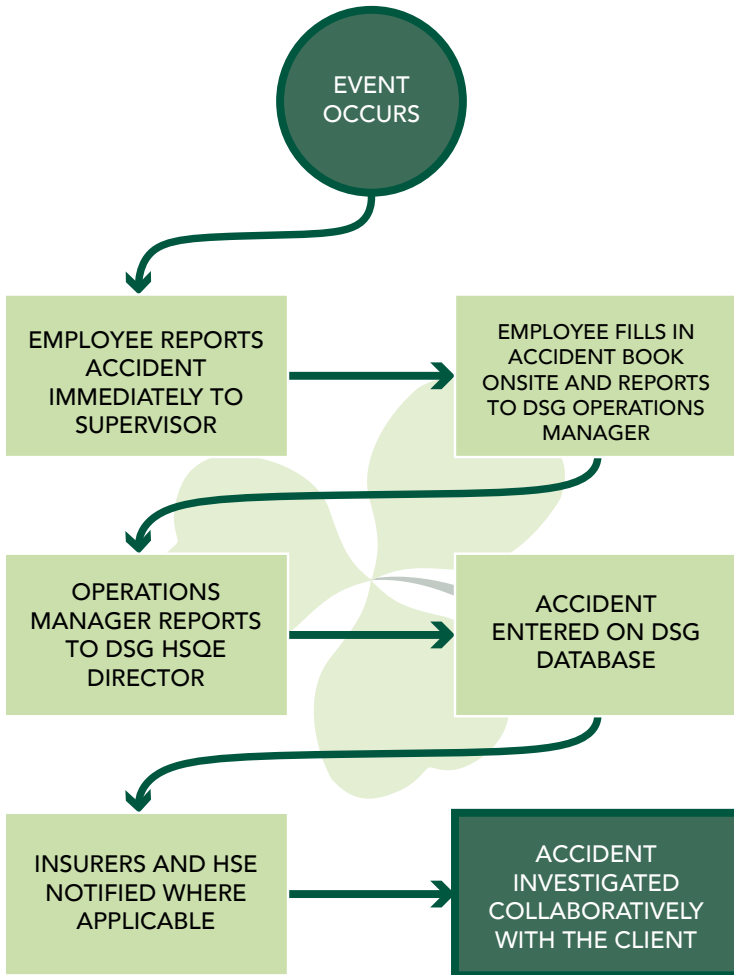 EVENT
OCCURS
EMPLOYEE REPORTS
ACCIDENT
IMMEDIATELY TO
SUPERVISOR
EMPLOYEE FILLS IN
ACCIDENT BOOK
ONSITE AND REPORTS
TO DSG OPERATIONS
MANAGER
OPERATIONS
MANAGER REPORTS
TO DSG HSQE
DIRECTOR
ACCIDENT
ENTERED ON DSG
DATABASE
INSURERS AND HSE
NOTIFIED WHERE
APPLICABLE
ACCIDENT
INVESTIGATED
COLLABORATIVELY
WITH THE CLIENT